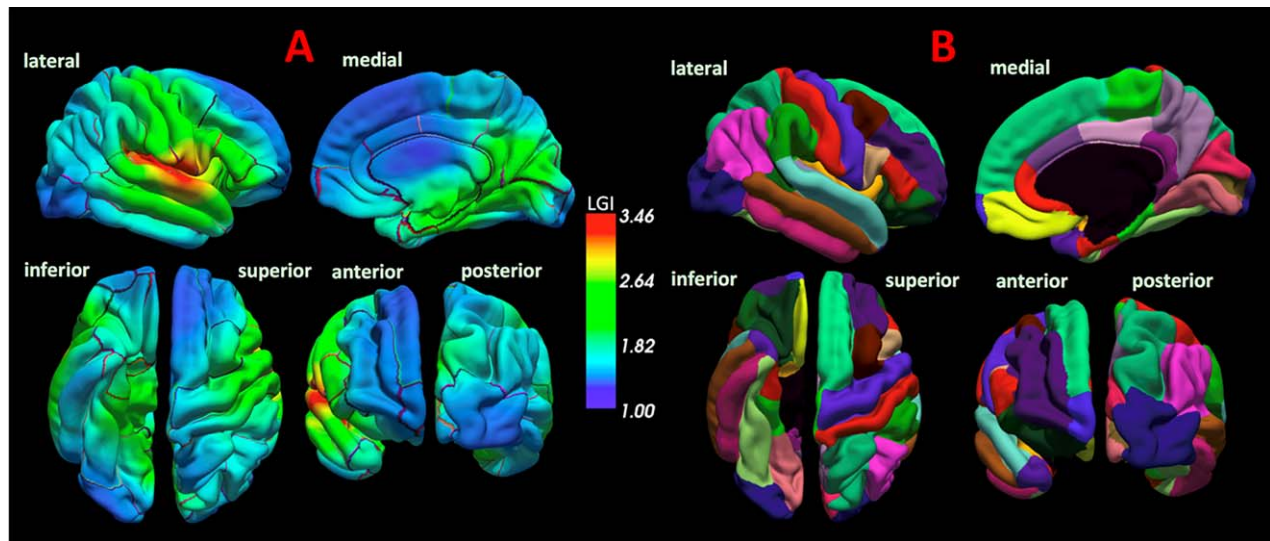 A
lateral
medial
inferior
superior
anterior
posterior
LGI
3.46
2.64
1.82
1.00
B
lateral
medial
inferior
superior
anterior
posterior